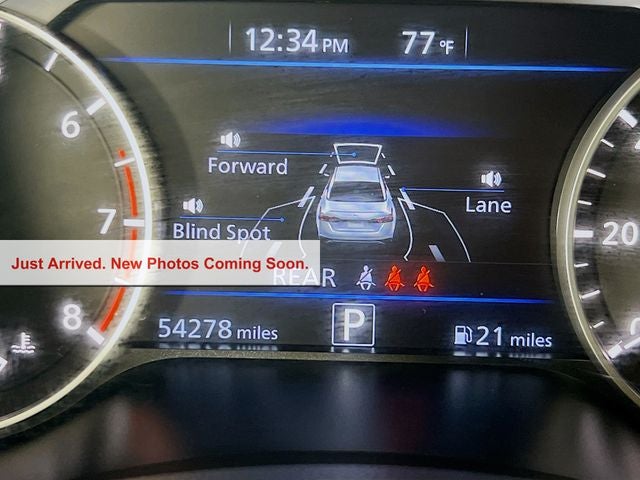 12:34 PM 77 °F
6
Forward
7
Lane
Blind Spot
20
Just Arrived. New Photos Coming Soon.
REAR
8
54278 miles P 21 miles
0